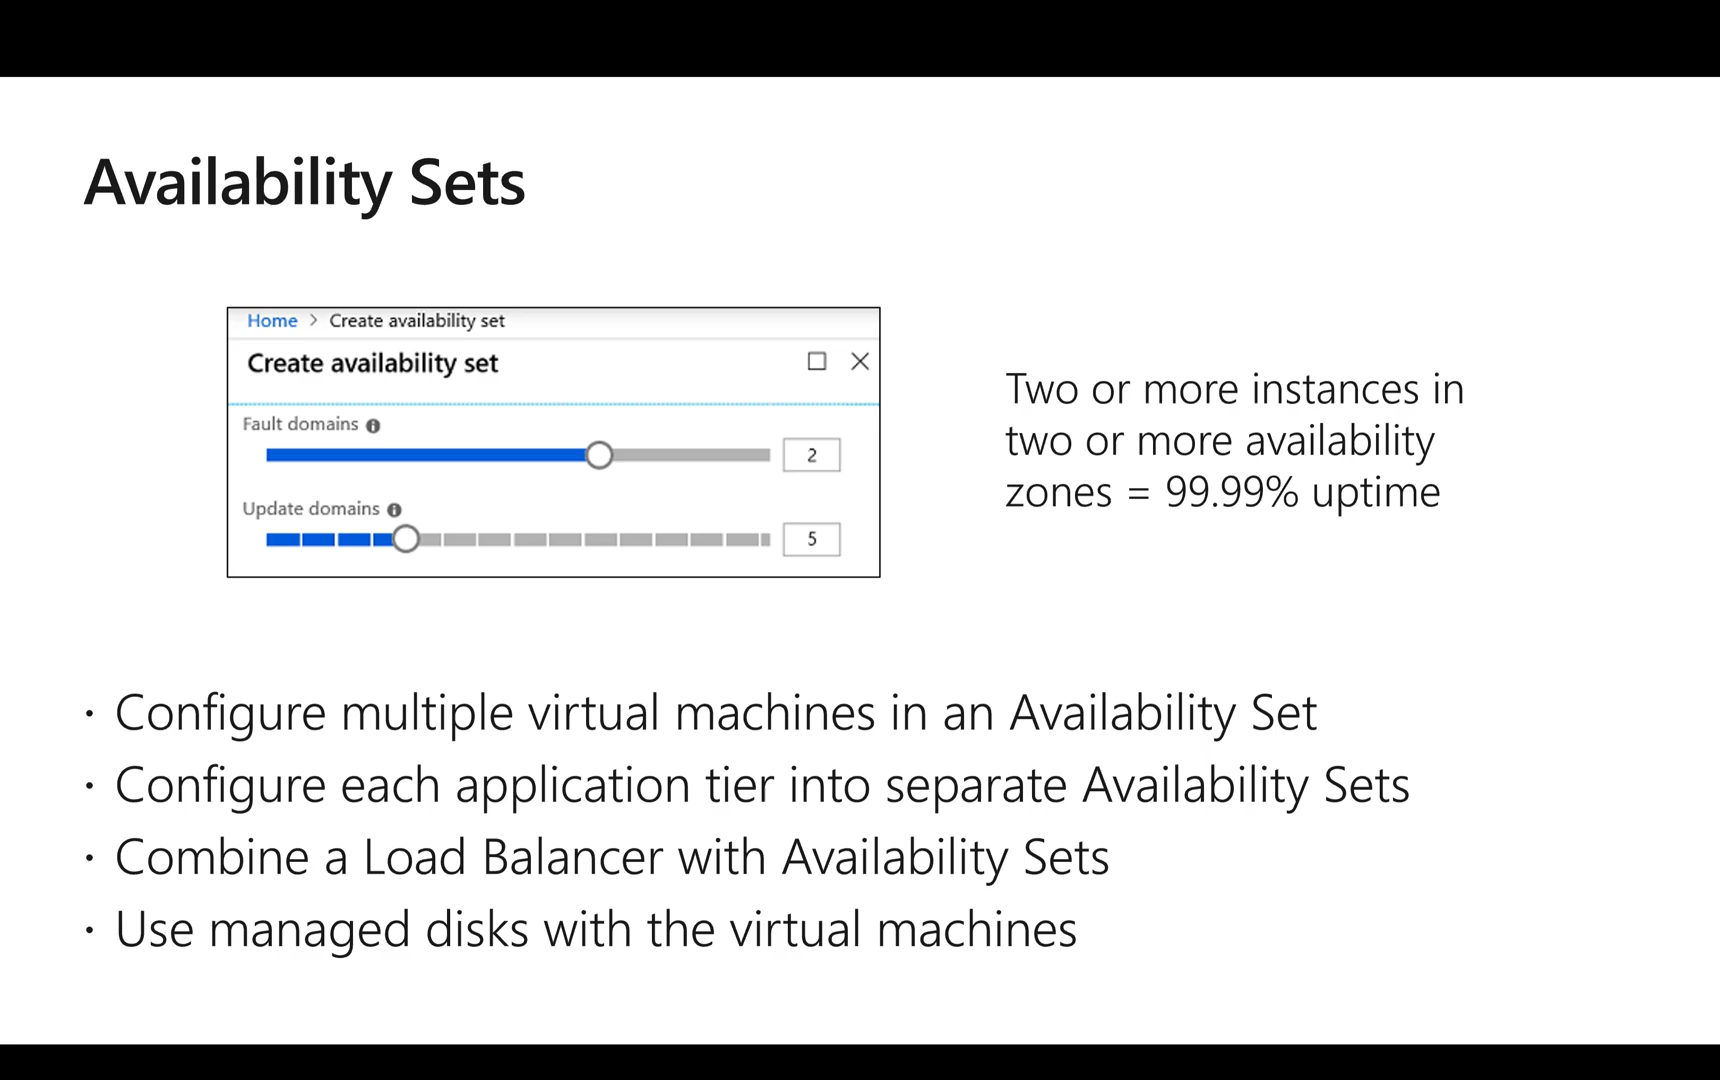 Availability Sets
Home > Create availability set
Create availability set
Fault domains
2
Update domains
5
Two or more instances in
two or more availability
zones = 99.99% uptime
· Configure multiple virtual machines in an Availability Set
· Configure each application tier into separate Availability Sets
· Combine a Load Balancer with Availability Sets
· Use managed disks with the virtual machines